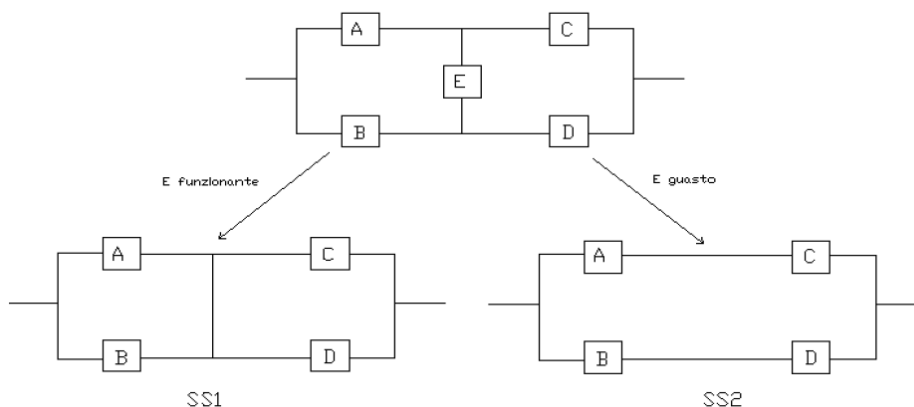 A C
E
B D
E funzionante E guasto
A C A C
B D B D
SS1 SS2